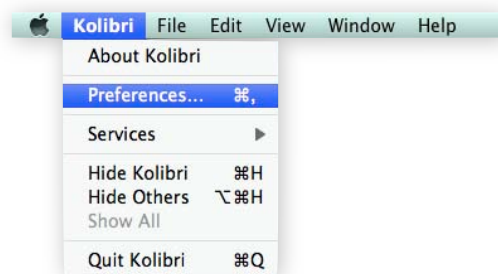 Kolibri File Edit View Window Help
About Kolibri
Preferences... ⌘,
Services
Hide Kolibri ⌘H
Hide Others ⌥⌘H
Show All
Quit Kolibri ⌘Q